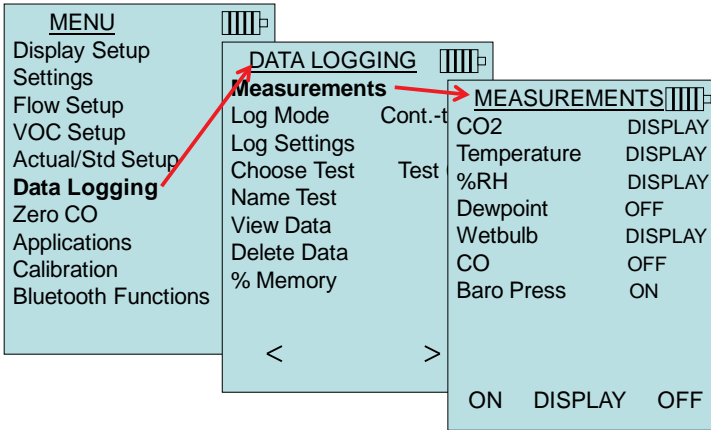 MENU
Display Setup
Settings
Flow Setup
VOC Setup
Actual/Std Setup
Data Logging
Zero CO
Applications
Calibration
Bluetooth Functions
DATA LOGGING
Measurements
Log Mode Cont.-t
Log Settings
Choose Test Test
Name Test
View Data
Delete Data
% Memory
< >
MEASUREMENTS
CO2 DISPLAY
Temperature DISPLAY
%RH DISPLAY
Dewpoint OFF
Wetbulb DISPLAY
CO OFF
Baro Press ON
ON DISPLAY OFF